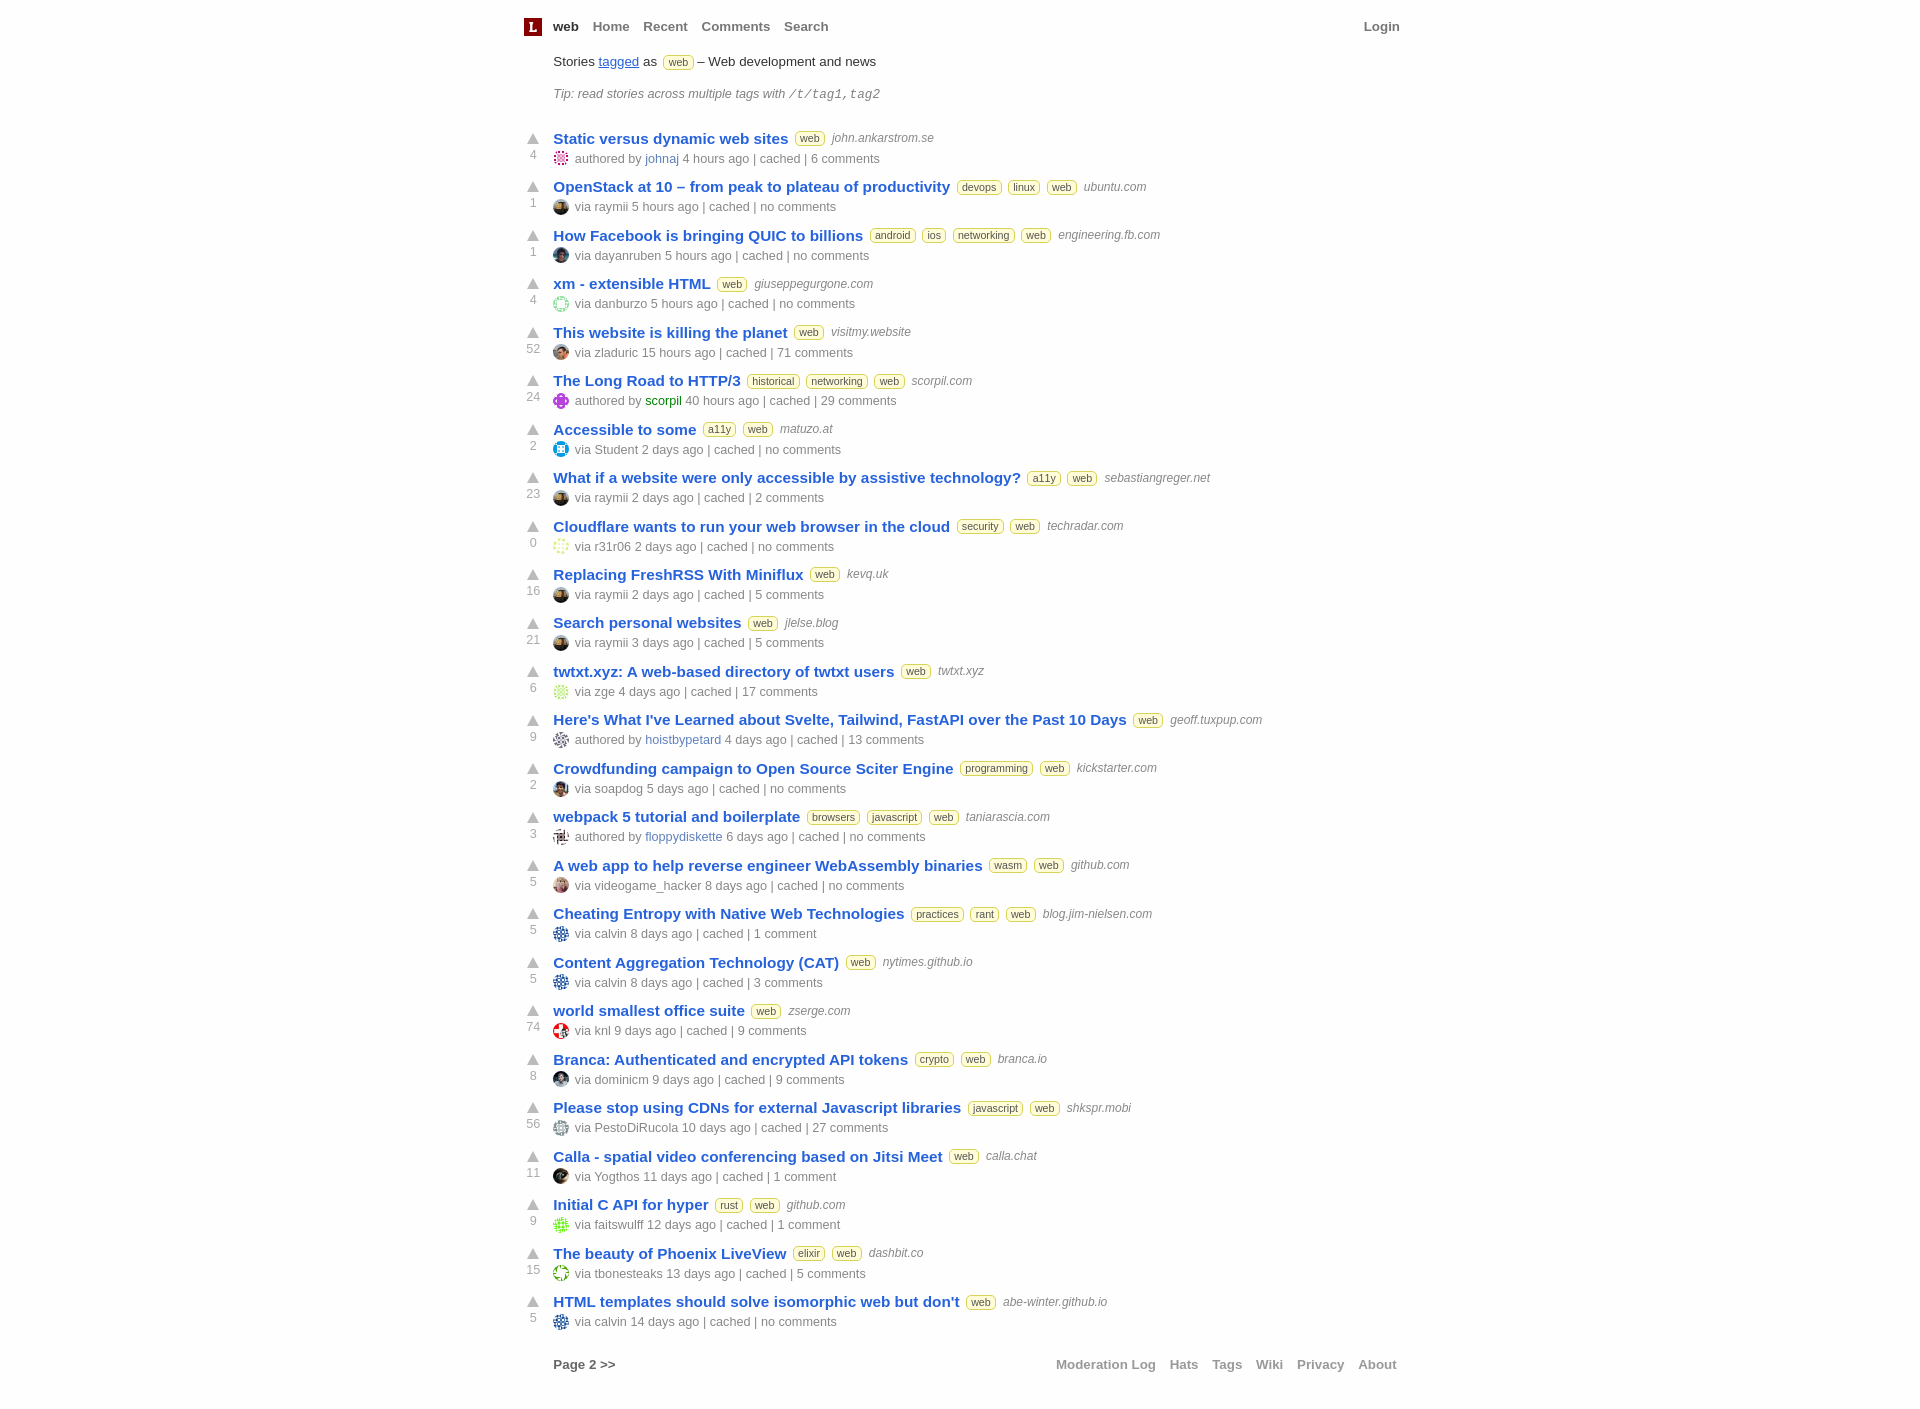 L web Home Recent Comments Search Login
Stories tagged as web – Web development and news
Tip: read stories across multiple tags with /t/tag1,tag2
Static versus dynamic web sites web john.ankarstrom.se
4 authored by johnaj 4 hours ago | cached | 6 comments
OpenStack at 10 – from peak to plateau of productivity devops linux web ubuntu.com
1 via raymii 5 hours ago | cached | no comments
How Facebook is bringing QUIC to billions android ios networking web engineering.fb.com
1 via dayanruben 5 hours ago | cached | no comments
xm - extensible HTML web giuseppegurgone.com
4 via danburzo 5 hours ago | cached | no comments
This website is killing the planet web visitmy.website
52 via zladuric 15 hours ago | cached | 71 comments
The Long Road to HTTP/3 historical networking web scorpil.com
24 authored by scorpil 40 hours ago | cached | 29 comments
Accessible to some a11y web matuzo.at
2 via Student 2 days ago | cached | no comments
What if a website were only accessible by assistive technology? a11y web sebastiangreger.net
23 via raymii 2 days ago | cached | 2 comments
Cloudflare wants to run your web browser in the cloud security web techradar.com
0 via r31r06 2 days ago | cached | no comments
Replacing FreshRSS With Miniflux web kevq.uk
16 via raymii 2 days ago | cached | 5 comments
Search personal websites web jlelse.blog
21 via raymii 3 days ago | cached | 5 comments
twtxt.xyz: A web-based directory of twtxt users web twtxt.xyz
6 via zge 4 days ago | cached | 17 comments
Here's What I've Learned about Svelte, Tailwind, FastAPI over the Past 10 Days web geoff.tuxpup.com
9 authored by hoistbypetard 4 days ago | cached | 13 comments
Crowdfunding campaign to Open Source Sciter Engine programming web kickstarter.com
2 via soapdog 5 days ago | cached | no comments
webpack 5 tutorial and boilerplate browsers javascript web taniarascia.com
3 authored by floppydiskette 6 days ago | cached | no comments
A web app to help reverse engineer WebAssembly binaries wasm web github.com
5 via videogame_hacker 8 days ago | cached | no comments
Cheating Entropy with Native Web Technologies practices rant web blog.jim-nielsen.com
5 via calvin 8 days ago | cached | 1 comment
Content Aggregation Technology (CAT) web nytimes.github.io
5 via calvin 8 days ago | cached | 3 comments
world smallest office suite web zserge.com
74 via knl 9 days ago | cached | 9 comments
Branca: Authenticated and encrypted API tokens crypto web branca.io
8 via dominicm 9 days ago | cached | 9 comments
Please stop using CDNs for external Javascript libraries javascript web shkspr.mobi
56 via PestoDiRucola 10 days ago | cached | 27 comments
Calla - spatial video conferencing based on Jitsi Meet web calla.chat
11 via Yogthos 11 days ago | cached | 1 comment
Initial C API for hyper rust web github.com
9 via faitswulff 12 days ago | cached | 1 comment
The beauty of Phoenix LiveView elixir web dashbit.co
15 via tbonesteaks 13 days ago | cached | 5 comments
HTML templates should solve isomorphic web but don't web abe-winter.github.io
5 via calvin 14 days ago | cached | no comments
Page 2 >> Moderation Log Hats Tags Wiki Privacy About